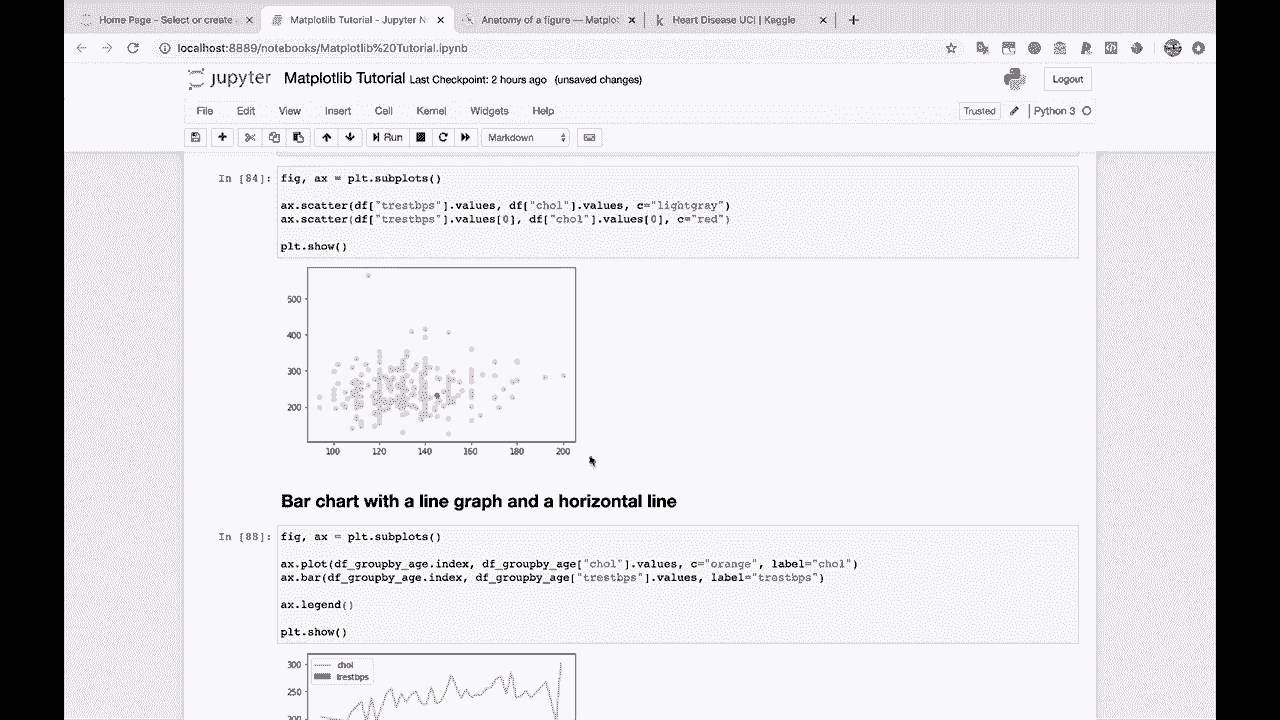 Home Page - Select or create
Matplotlib Tutorial - Jupyter N
Anatomy of a figure — Matplot
Heart Disease UCI | Kaggle
localhost:8889/notebooks/Matplotlib%20Tutorial.ipynb
jupyter
Matplotlib Tutorial Last Checkpoint: 2 hours ago (unsaved changes)
Logout
File Edit View Insert Cell Kernel Widgets Help
Trusted
Python 3
Run
Markdown
In [84]:
fig, ax = plt.subplots()
ax.scatter(df["trestbps"].values, df["chol"].values, c="lightgray")
ax.scatter(df["trestbps"].values[0], df["chol"].values[0], c="red")
plt.show()
500
400
300
200
100 120 140 160 180 200
Bar chart with a line graph and a horizontal line
In [88]:
fig, ax = plt.subplots()
ax.plot(df_groupby_age.index, df_groupby_age["chol"].values, c="orange", label="chol")
ax.bar(df_groupby_age.index, df_groupby_age["trestbps"].values, label="trestbps")
ax.legend()
plt.show()
300
chol
trestbps
250